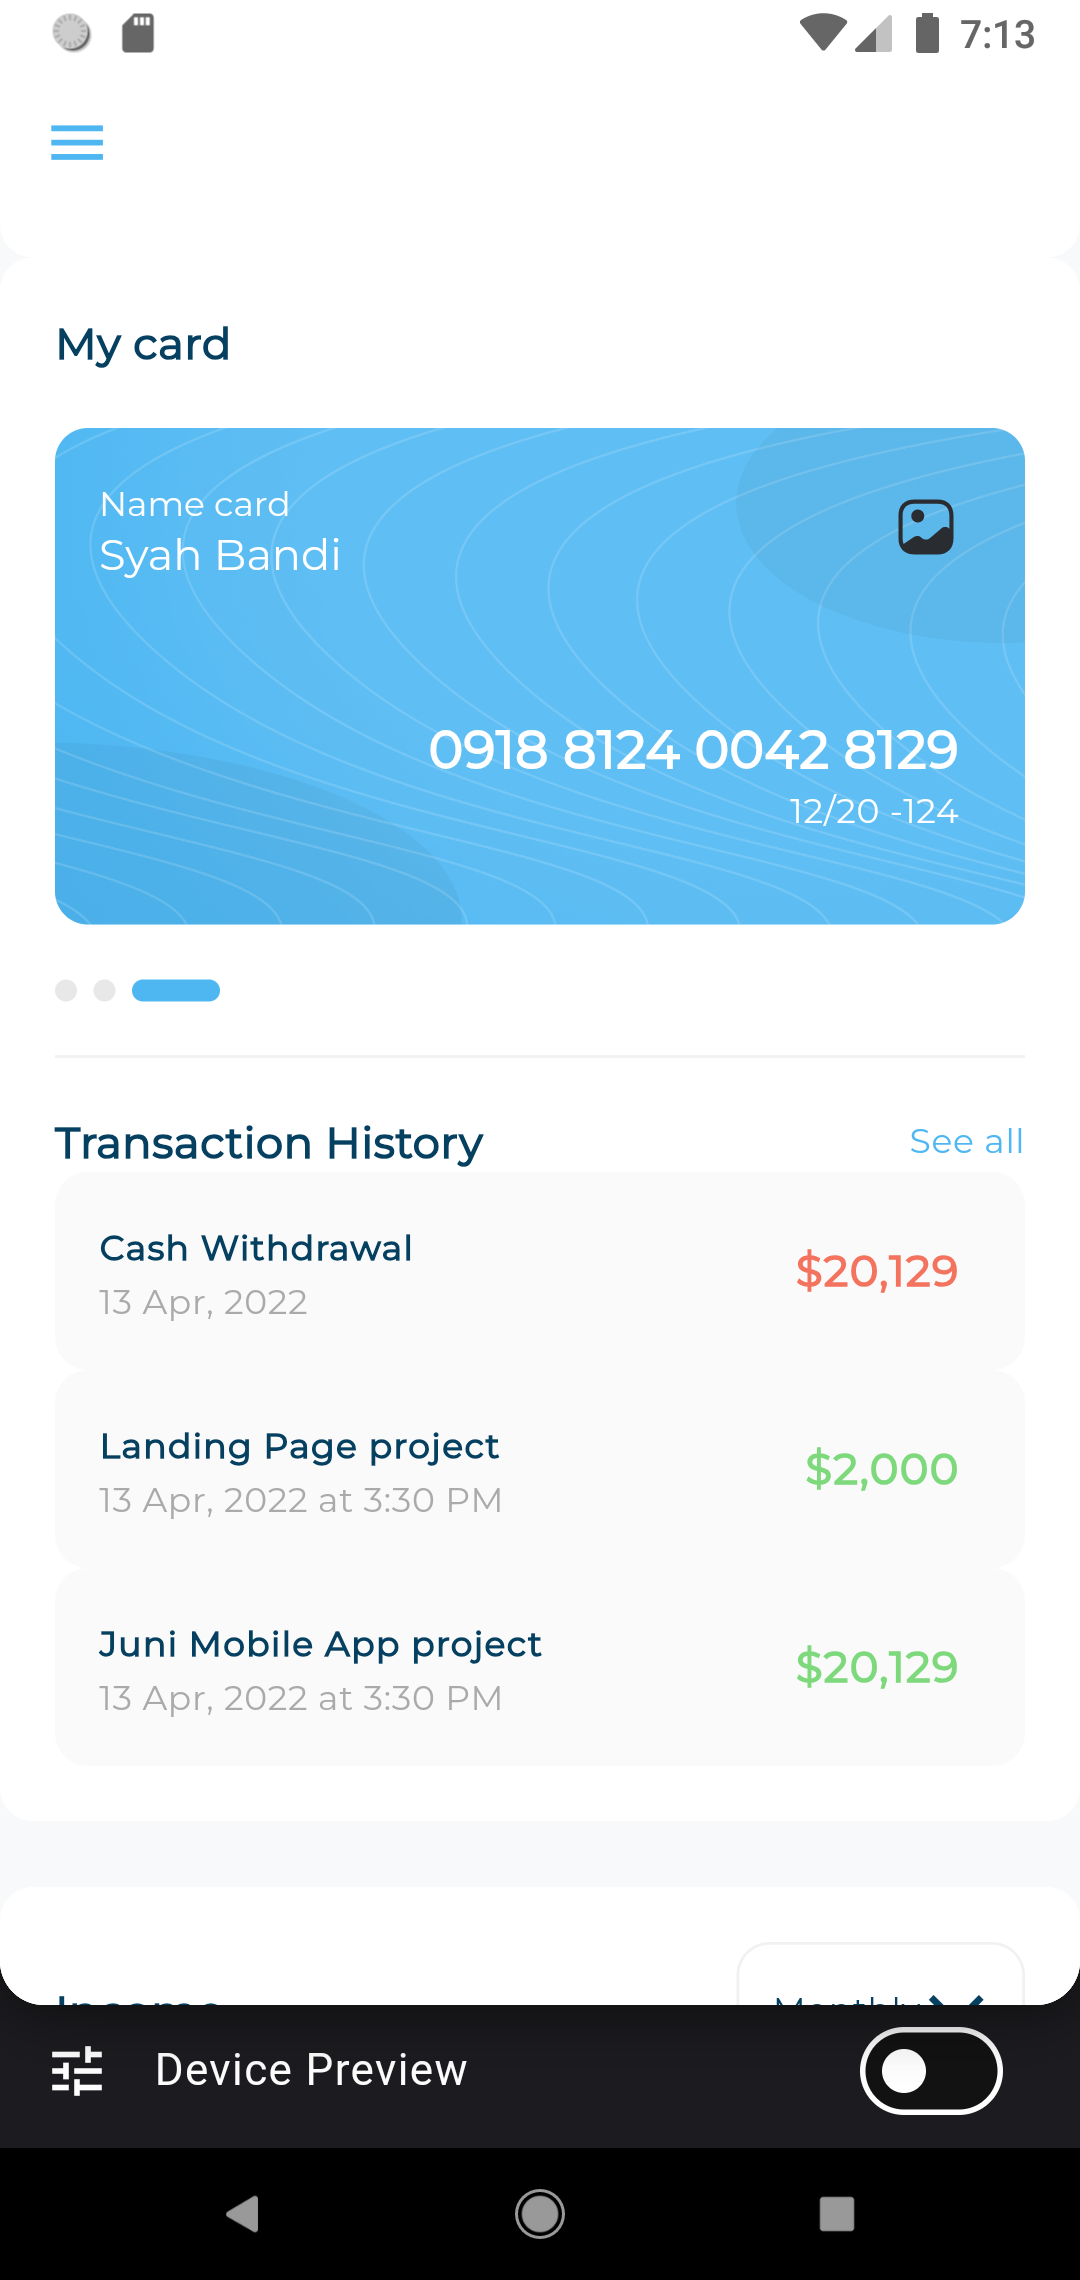 7:13
My card
Name card
Syah Bandi
0918 8124 0042 8129
12/20 -124
Transaction History
See all
Cash Withdrawal
$20,129
13 Apr, 2022
Landing Page project
$2,000
13 Apr, 2022 at 3:30 PM
Juni Mobile App project
$20,129
13 Apr, 2022 at 3:30 PM
Income
Monthly
Device Preview